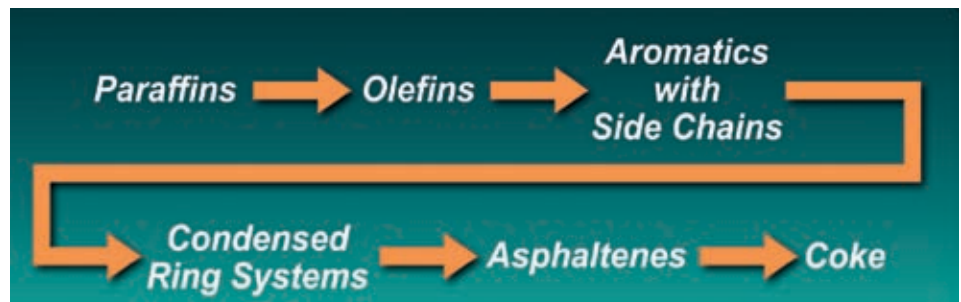 Paraffins
Olefins
Aromatics
with
Side Chains
Condensed
Ring Systems
Asphaltenes
Coke